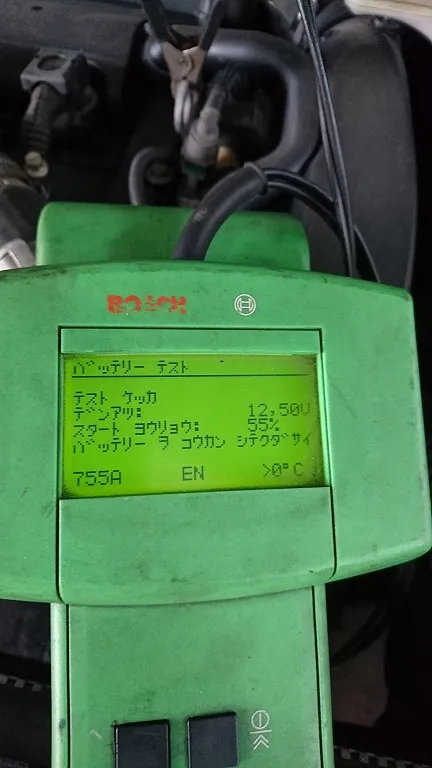 BOSCH
バッテリー テスト
テスト ケッカ
デンアツ: 12,50V
スタート ヨウリョウ: 55%
バッテリー ヲ コウカン シテクダサイ
755A EN >0°C